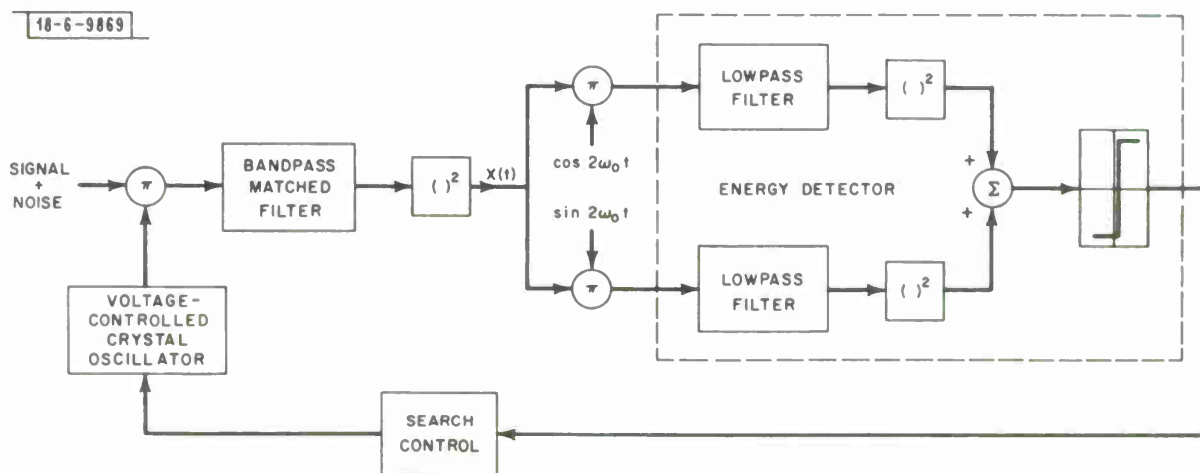 18-6-9869
SIGNAL
+
NOISE
π
BANDPASS
MATCHED
FILTER
( )²
X(t)
π
cos 2ω₀t
sin 2ω₀t
π
LOWPASS
FILTER
( )²
ENERGY DETECTOR
+
Σ
+
LOWPASS
FILTER
( )²
VOLTAGE-
CONTROLLED
CRYSTAL
OSCILLATOR
SEARCH
CONTROL